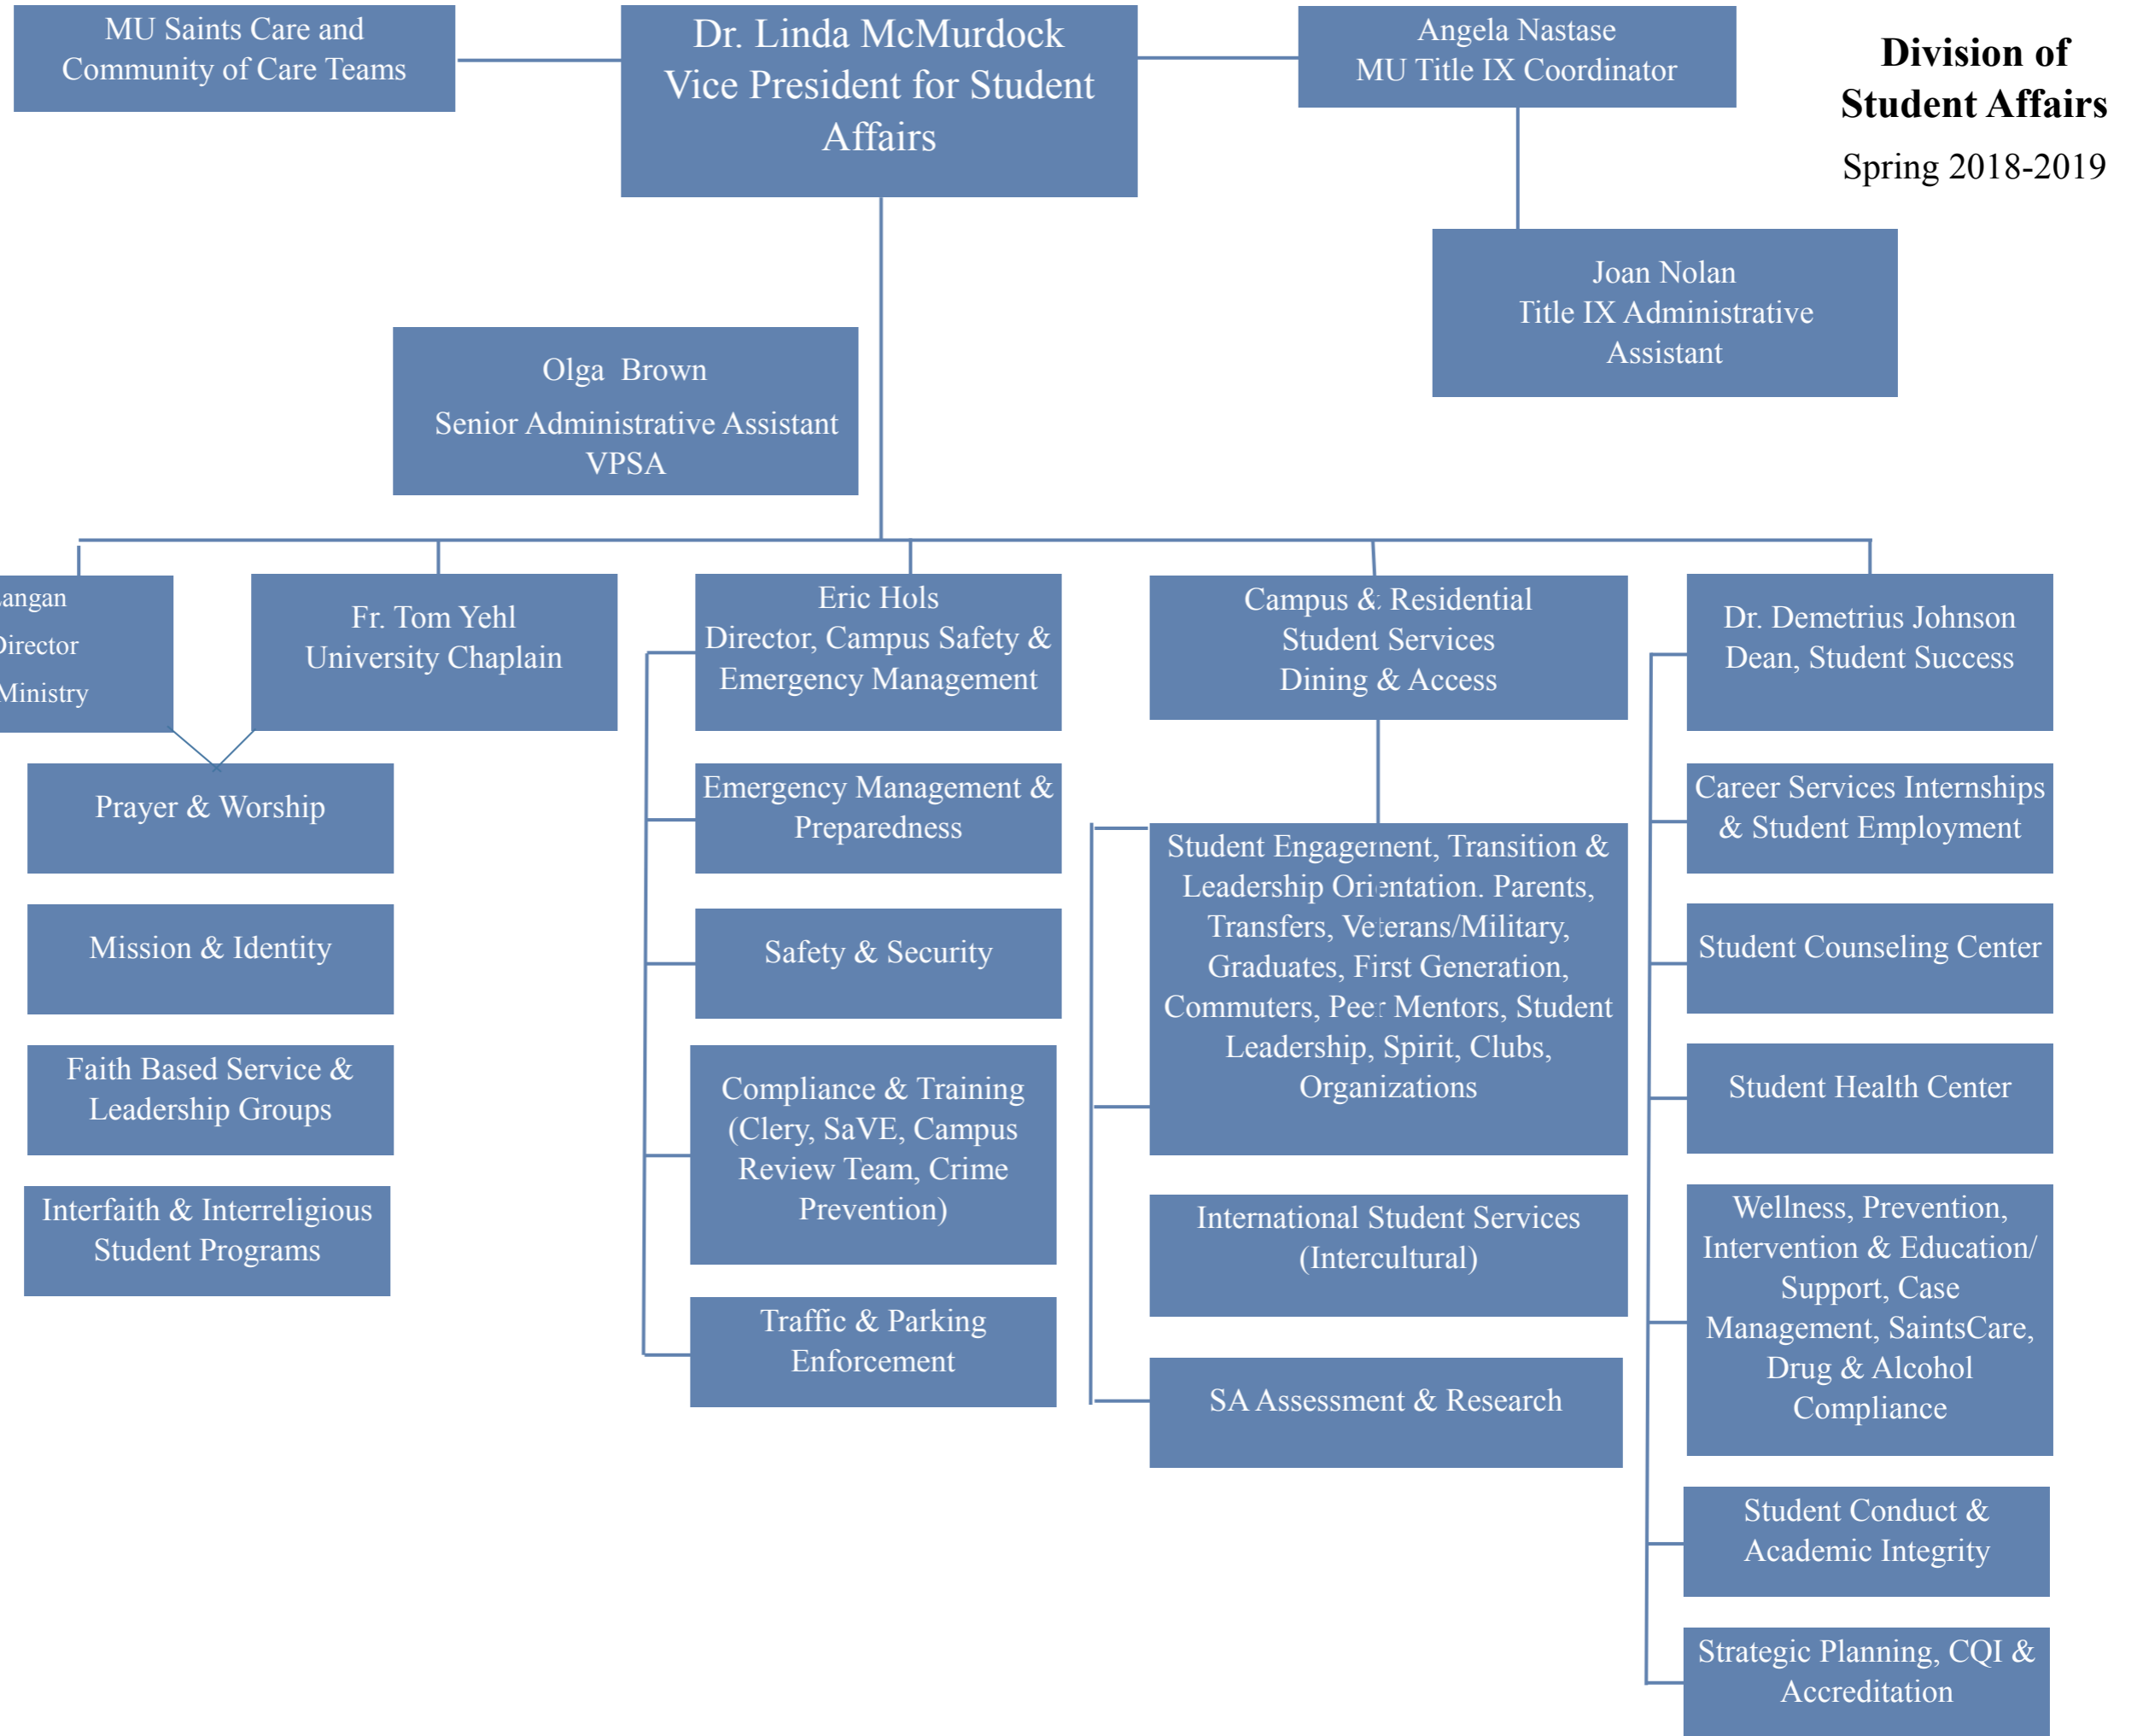 MU Saints Care and
Community of Care Teams
Dr. Linda McMurdock
Vice President for Student
Affairs
Angela Nastase
MU Title IX Coordinator
Division of
Student Affairs
Spring 2018-2019
Joan Nolan
Title IX Administrative
Assistant
Olga Brown
Senior Administrative Assistant
VPSA
Director
Ministry
Fr. Tom Yehl
University Chaplain
Prayer & Worship
Mission & Identity
Faith Based Service &
Leadership Groups
Interfaith & Interreligious
Student Programs
Eric Hols
Director, Campus Safety &
Emergency Management
Emergency Management &
Preparedness
Safety & Security
Compliance & Training
(Clery, SaVE, Campus
Review Team, Crime
Prevention)
Traffic & Parking
Enforcement
Campus & Residential
Student Services
Dining & Access
Student Engagement, Transition &
Leadership Orientation. Parents,
Transfers, Veterans/Military,
Graduates, First Generation,
Commuters, Peer Mentors, Student
Leadership, Spirit, Clubs,
Organizations
International Student Services
(Intercultural)
SA Assessment & Research
Dr. Demetrius Johnson
Dean, Student Success
Career Services Internships
& Student Employment
Student Counseling Center
Student Health Center
Wellness, Prevention,
Intervention & Education/
Support, Case
Management, SaintsCare,
Drug & Alcohol
Compliance
Student Conduct &
Academic Integrity
Strategic Planning, CQI &
Accreditation